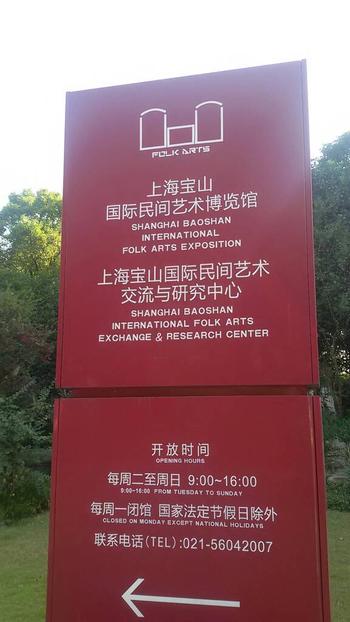 FOLK ARTS
上海宝山
国际民间艺术博览馆
SHANGHAI BAOSHAN
INTERNATIONAL
FOLK ARTS EXPOSITION
上海宝山国际民间艺术
交流与研究中心
SHANGHAI BAOSHAN
INTERNATIONAL FOLK ARTS
EXCHANGE & RESEARCH CENTER
开放时间
OPENING HOURS
每周二至周日 9:00~16:00
9:00~16:00 FROM TUESDAY TO SUNDAY
每周一闭馆 国家法定节假日除外
CLOSED ON MONDAY EXCEPT NATIONAL HOLIDAYS
联系电话(TEL):021-56042007